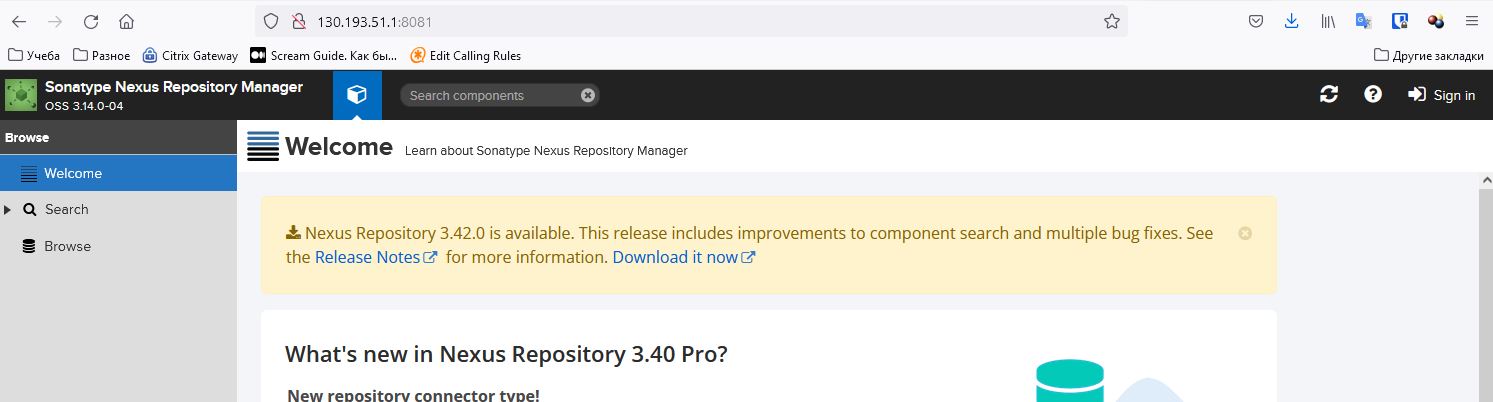 130.193.51.1:8081
Учеба Разное Citrix Gateway Scream Guide. Как бы... Edit Calling Rules Другие закладки
Sonatype Nexus Repository Manager
OSS 3.14.0-04
Search components
Sign in
Browse
Welcome Learn about Sonatype Nexus Repository Manager
Welcome
Search
Browse
Nexus Repository 3.42.0 is available. This release includes improvements to component search and multiple bug fixes. See
the Release Notes for more information. Download it now
What's new in Nexus Repository 3.40 Pro?
New repository connector type!